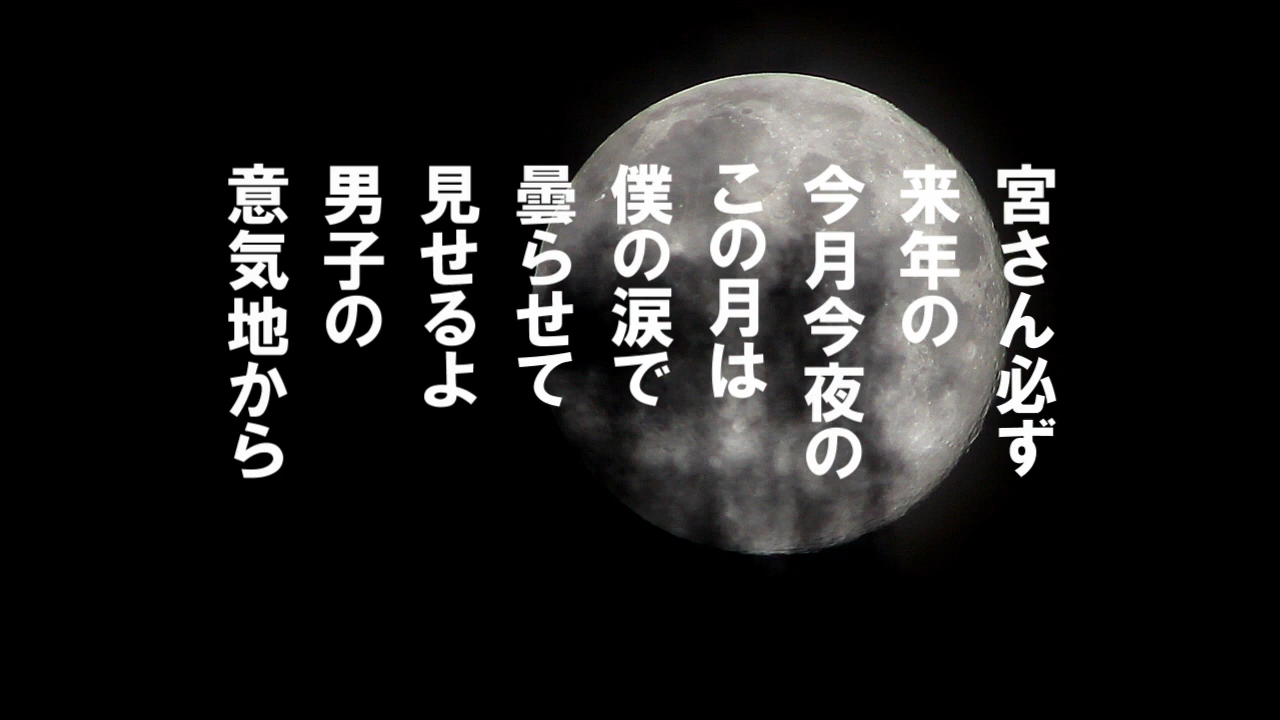 宮さん必ず
来年の
今月今夜の
この月は
僕の涙で
曇らせて
見せるよ
男子の
意気地から